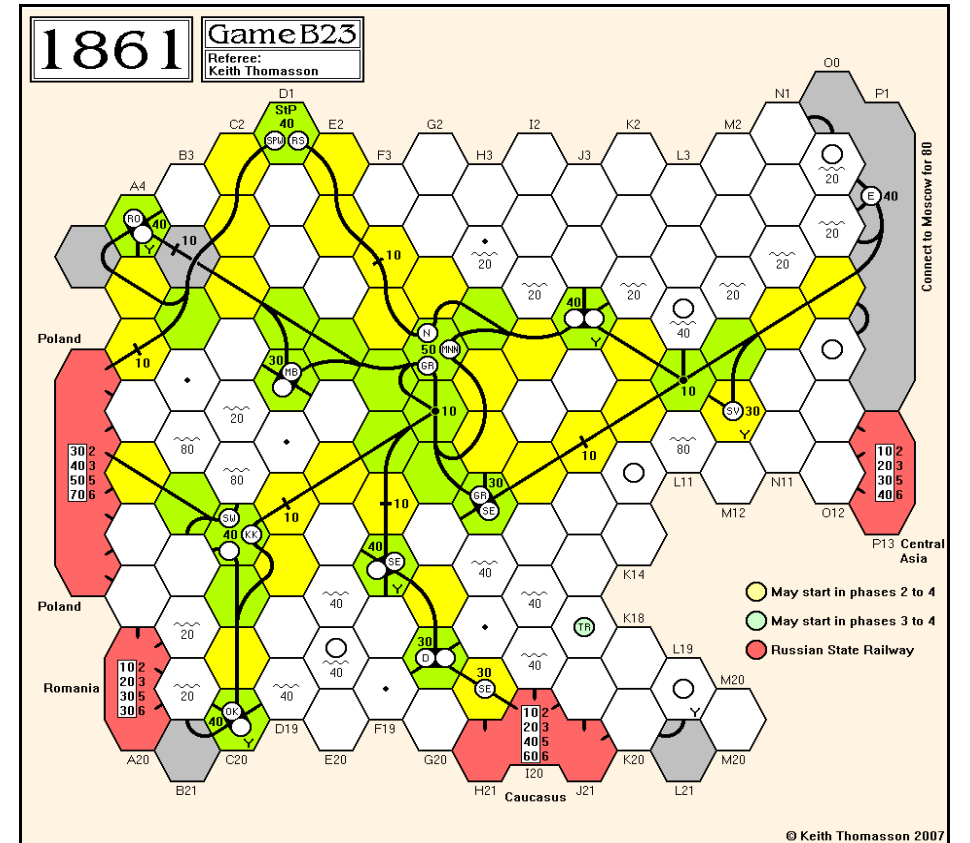 1861
Game B23
Referee:
Keith Thomasson
O0
D1
N1
P1
StP
40
SPW
RS
C2
E2
G2
I2
K2
M2
B3
F3
H3
J3
L3
20
A4
RO
40
Y
10
10
E
40
20
20
20
20
20
20
Connect to Moscow for 80
40
40
Poland
N
50
MNN
GR
Y
10
30
MB
10
10
20
SV
30
Y
80
10
80
30 2
40 3
50 5
70 6
10 2
20 3
30 5
40 6
80
L11
N11
30
GR
SE
M12
O12
SW
40
KK
10
10
P13
Central
Asia
40
SE
Y
40
40
K14
May start in phases 2 to 4
Poland
May start in phases 3 to 4
20
TR
K18
Russian State Railway
30
D
40
40
L19
Romania
10 2
20 3
30 5
30 6
20
40
30
SE
M20
OK
40
Y
D19
F19
10 2
20 3
40 5
60 6
Y
A20
C20
E20
G20
I20
K20
M20
B21
H21
J21
L21
Caucasus
© Keith Thomasson 2007